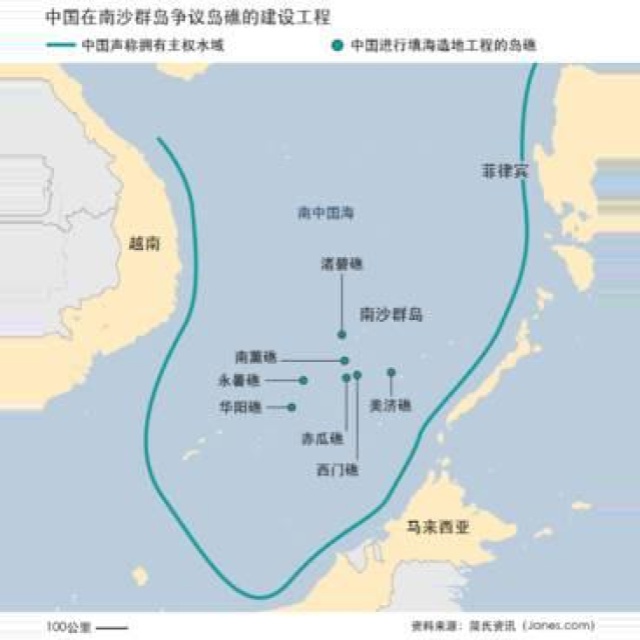 中国在南沙群岛争议岛礁的建设工程
中国声称拥有主权水域
中国进行填海造地工程的岛礁
菲律宾
南中国海
越南
渚碧礁
南沙群岛
南薰礁
永暑礁
华阳礁
美济礁
赤瓜礁
西门礁
马来西亚
100公里
资料来源：简氏资讯（Janes.com）